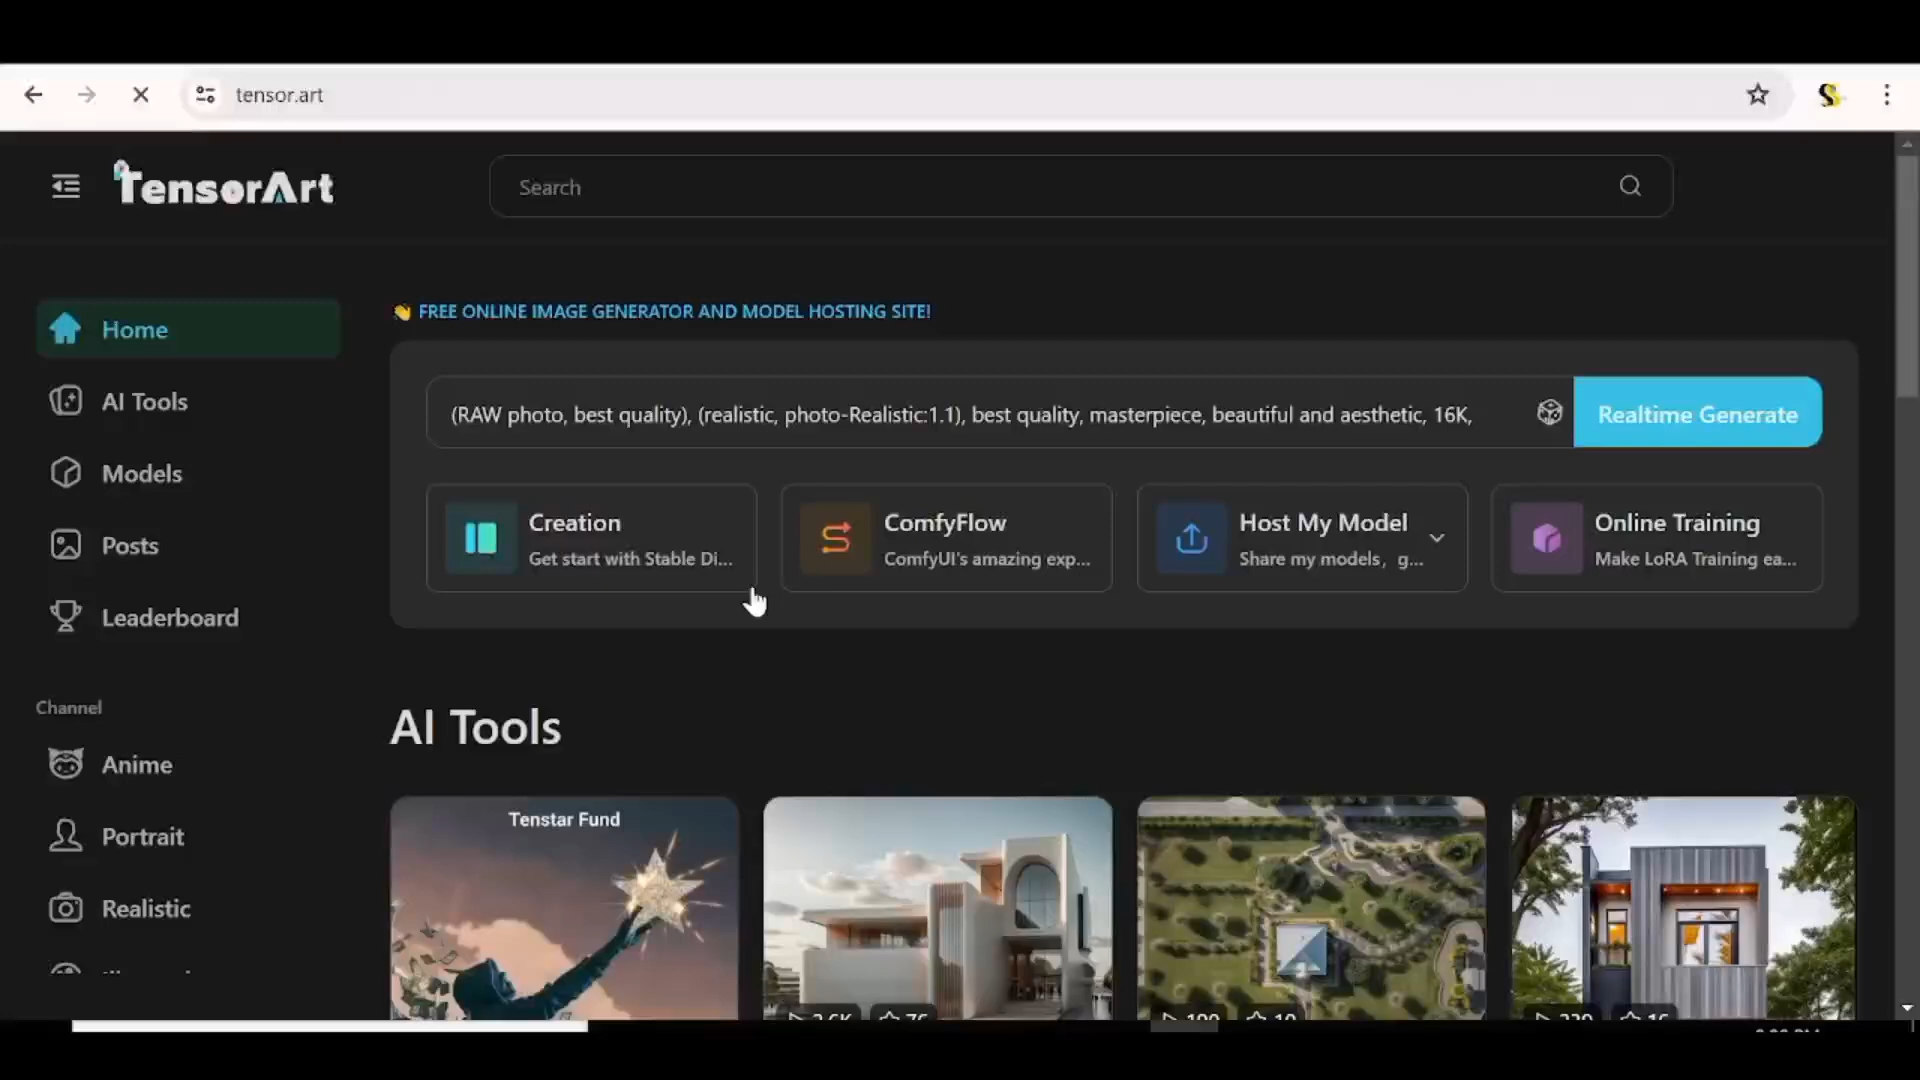 tensor.art
TensorArt
Search
Home
AI Tools
Models
Posts
Leaderboard
Channel
Anime
Portrait
Realistic
👋 FREE ONLINE IMAGE GENERATOR AND MODEL HOSTING SITE!
(RAW photo, best quality), (realistic, photo-Realistic:1.1), best quality, masterpiece, beautiful and aesthetic, 16K,
Realtime Generate
Creation
Get start with Stable Di...
ComfyFlow
ComfyUI's amazing exp...
Host My Model
Share my models，g...
Online Training
Make LoRA Training ea...
AI Tools
Tenstar Fund